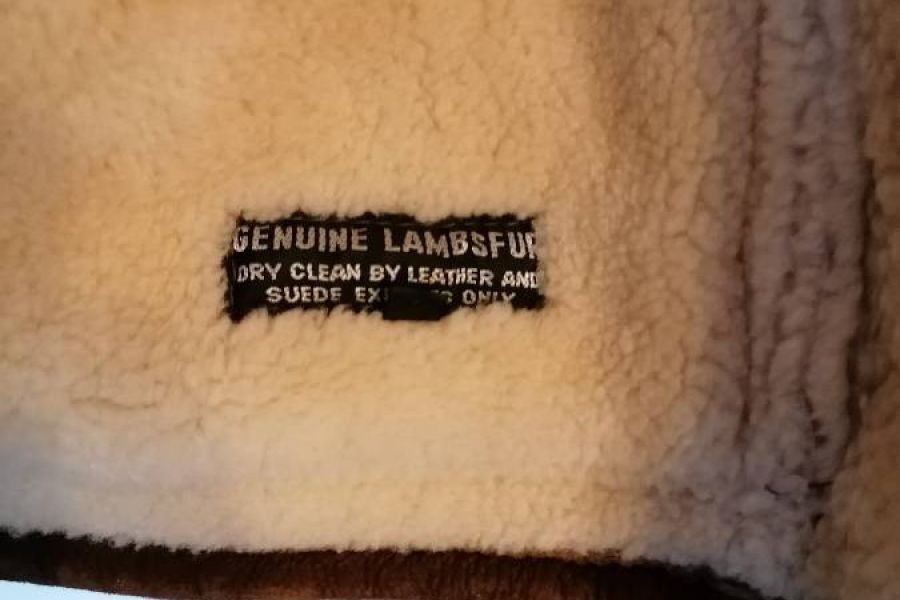 GENUINE LAMBSFUR
DRY CLEAN BY LEATHER AND
SUEDE ONLY